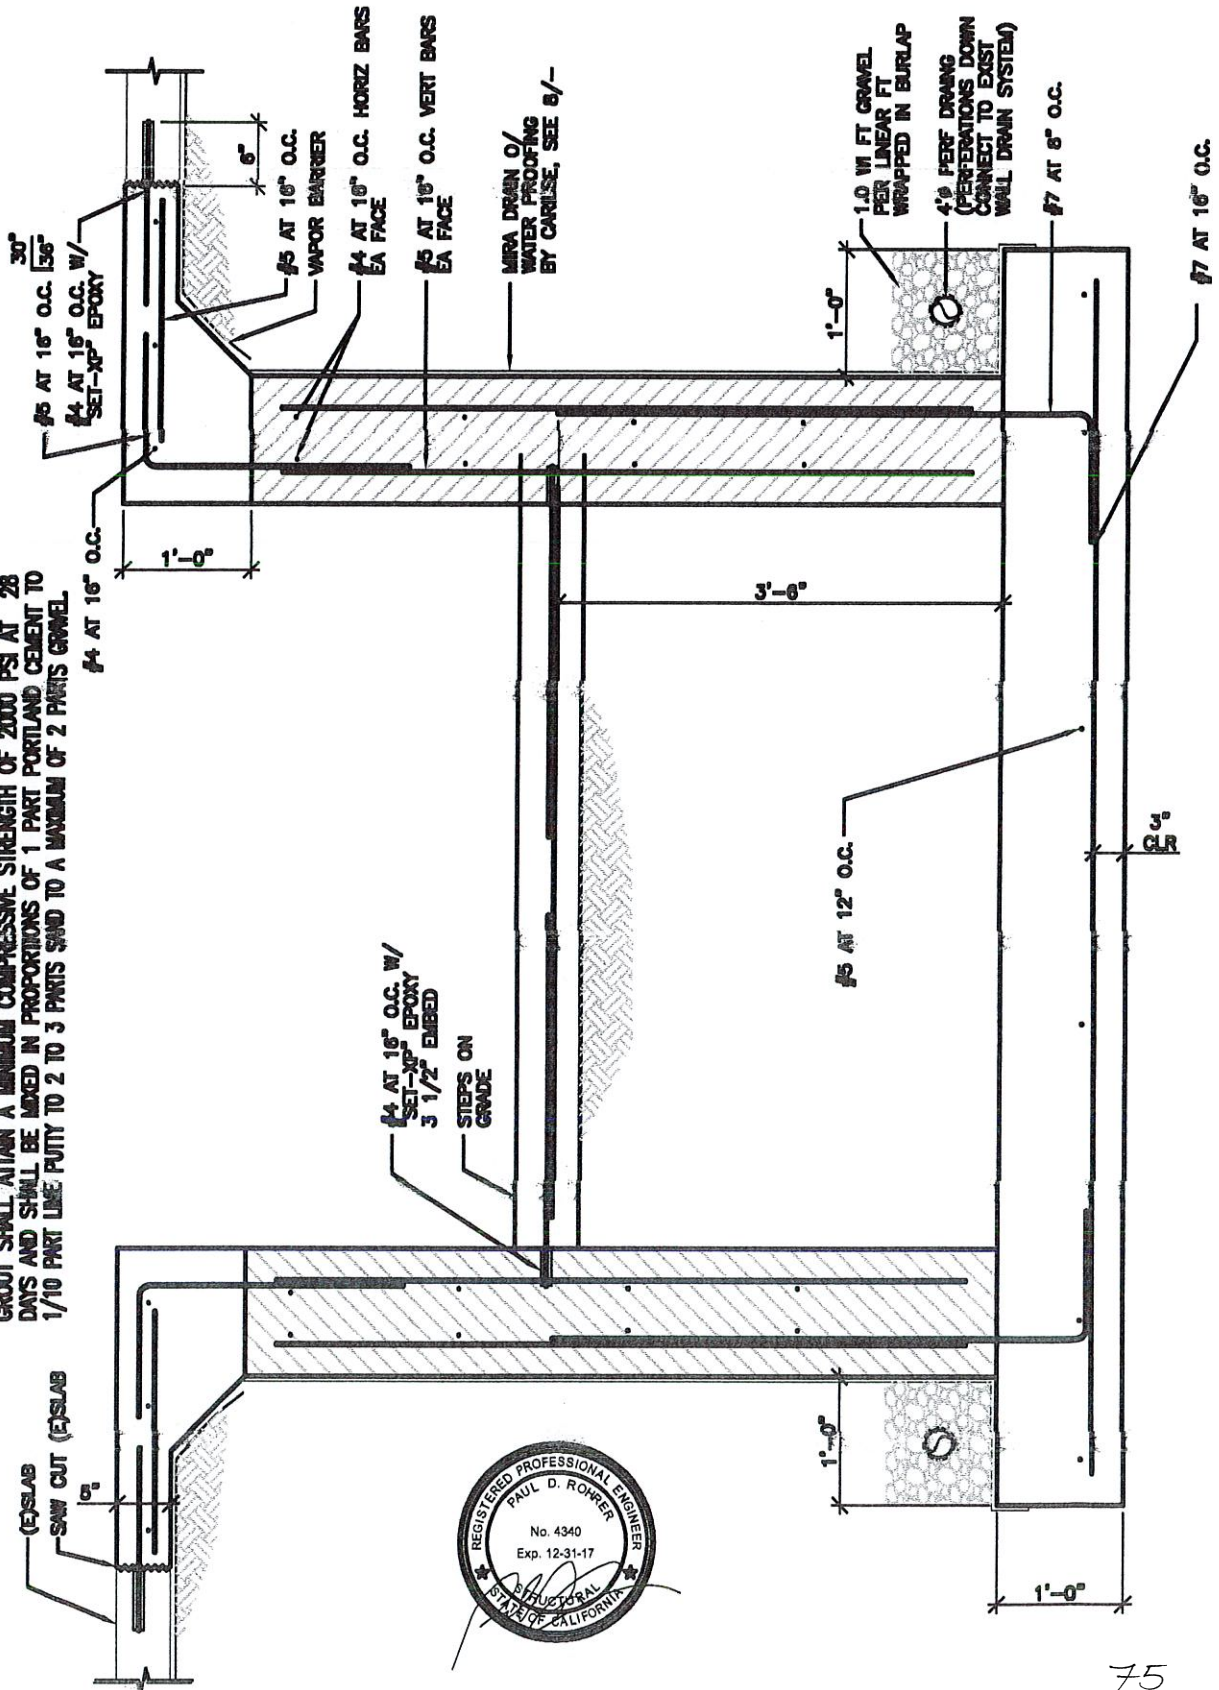 GROUT SHALL ATTAIN A MINIMUM COMPRESSIVE STRENGTH OF 2000 PSI AT 28
DAYS AND SHALL BE MIXED IN PROPORTIONS OF 1 PART PORTLAND CEMENT TO
1/10 PART LIME PUTTY TO 2 TO 3 PARTS SAND TO A MAXIMUM OF 2 PARTS GRAVEL.
(E)SLAB
SAW CUT (E)SLAB
6"
#4 AT 16" O.C.
1'-0"
#5 AT 16" O.C. 30"
36"
#4 AT 16" O.C. W/
SET-XP" EPOXY
6"
#5 AT 16" O.C.
VAPOR BARRIER
#4 AT 16" O.C. HORIZ BARS
EA FACE
#5 AT 16" O.C. VERT BARS
EA FACE
MIRA DRAIN O/
WATER PROOFING
BY CARLISE, SEE 8/-
#4 AT 16" O.C. W/
SET-XP" EPOXY
3 1/2" EMBED
STEPS ON
GRADE
3'-6"
1'-0"
1'-0"
1.0 WI FT GRAVEL
PER LINEAR FT
WRAPPED IN BURLAP
4"ø PERF DRAING
(PERFERATIONS DOWN
CONNECT TO EXIST
WALL DRAIN SYSTEM)
#7 AT 8" O.C.
#5 AT 12" O.C.
3"
CLR
#7 AT 16" O.C.
1'-0"
REGISTERED PROFESSIONAL ENGINEER
PAUL D. ROHRER
No. 4340
Exp. 12-31-17
STRUCTURAL
STATE OF CALIFORNIA
75